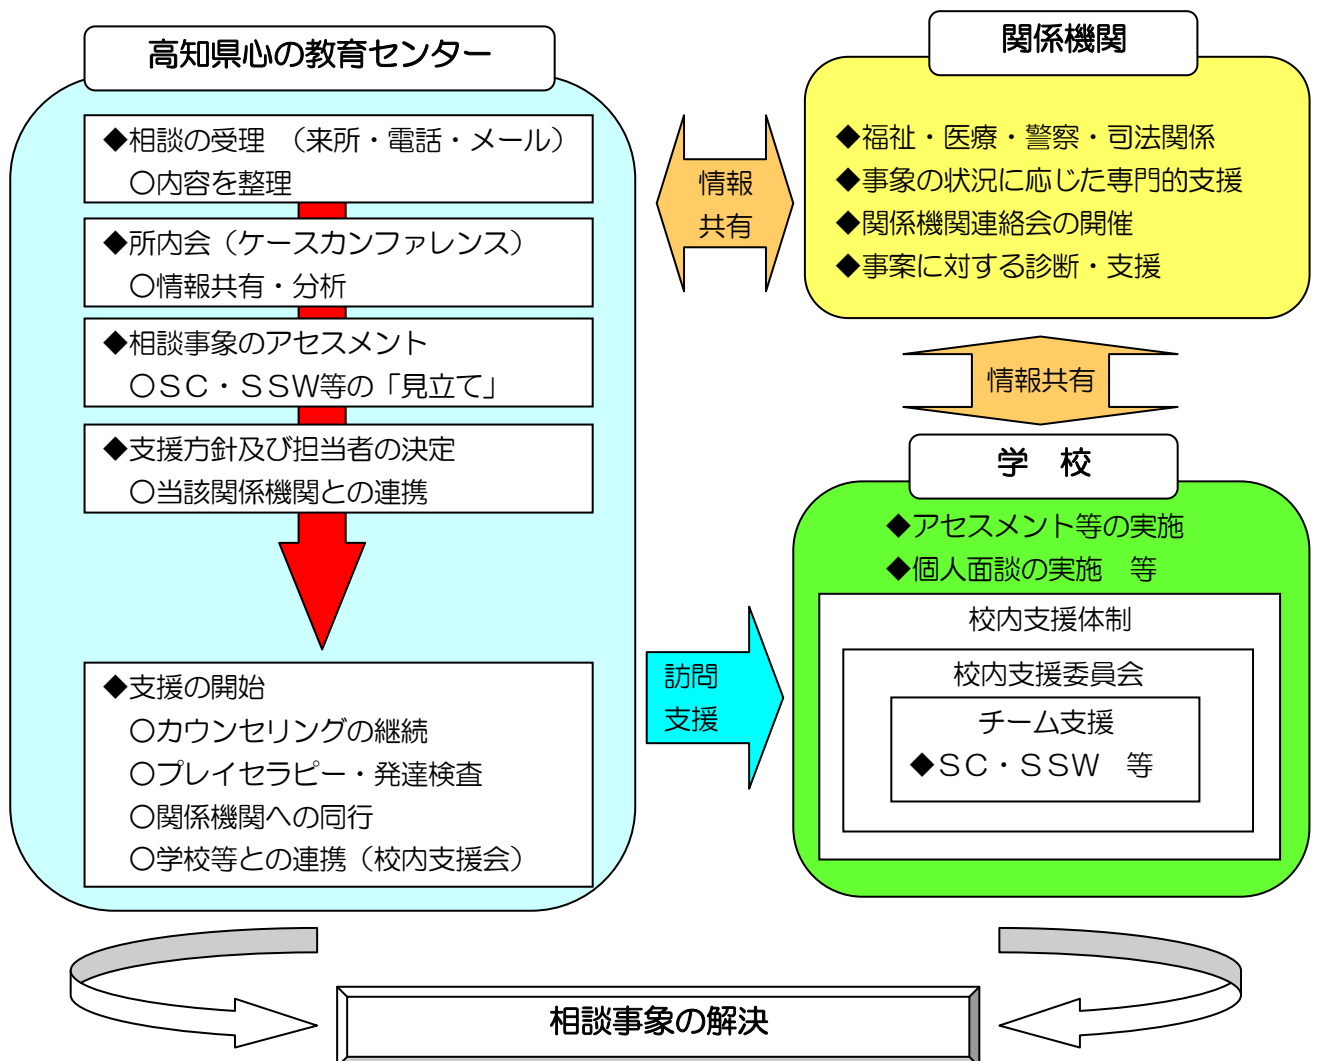 高知県心の教育センター
◆相談の受理　（来所・電話・メール）
○内容を整理
◆所内会（ケースカンファレンス）
○情報共有・分析
◆相談事象のアセスメント
○ＳＣ・ＳＳＷ等の「見立て」
◆支援方針及び担当者の決定
○当該関係機関との連携
◆支援の開始
○カウンセリングの継続
○プレイセラピー・発達検査
○関係機関への同行
○学校等との連携（校内支援会）
情報
共有
訪問
支援
関係機関
◆福祉・医療・警察・司法関係
◆事象の状況に応じた専門的支援
◆関係機関連絡会の開催
◆事案に対する診断・支援
情報共有
学　校
◆アセスメント等の実施
◆個人面談の実施　等
校内支援体制
校内支援委員会
チーム支援
◆ＳＣ・ＳＳＷ　等
相談事象の解決